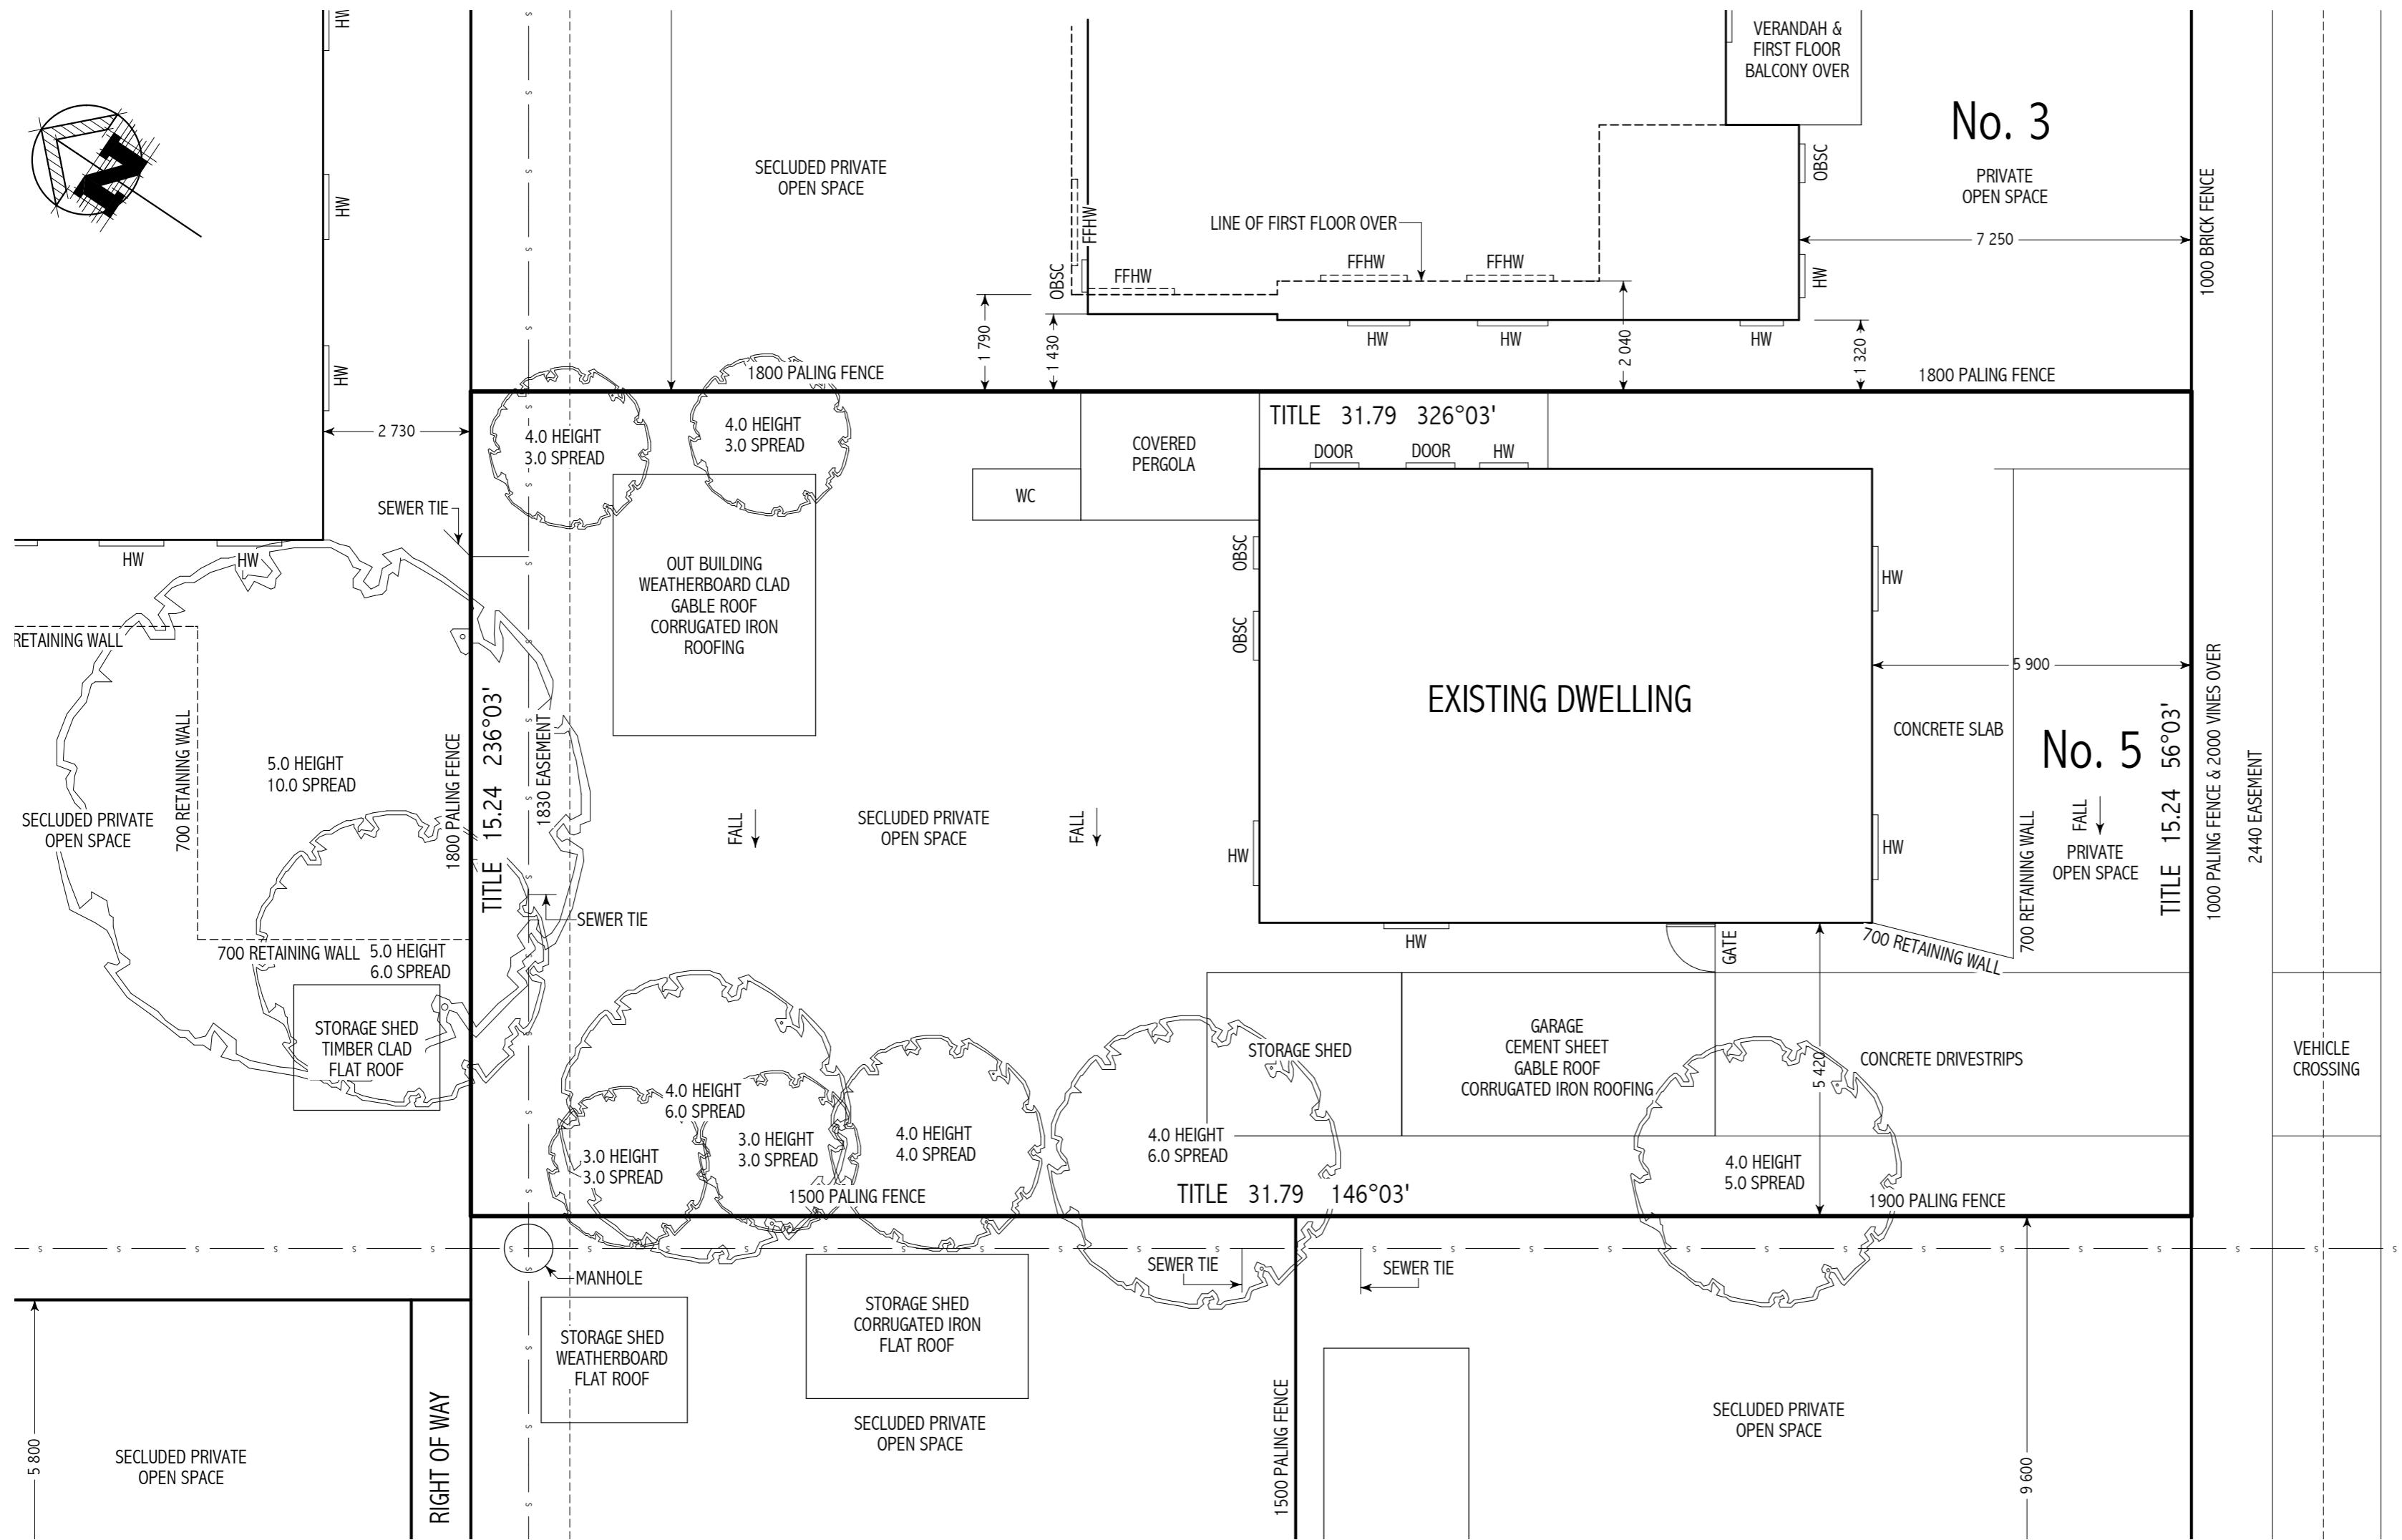 HW
VERANDAH &
FIRST FLOOR
BALCONY OVER
No. 3
PRIVATE
OPEN SPACE
OBSC
HW
7 250
1000 BRICK FENCE
N
HW
SECLUDED PRIVATE
OPEN SPACE
FFHW
LINE OF FIRST FLOOR OVER
OBSC
FFHW
FFHW
FFHW
HW
HW
HW
1 790
1 430
2 040
1 320
HW
1800 PALING FENCE
1800 PALING FENCE
2 730
4.0 HEIGHT
3.0 SPREAD
4.0 HEIGHT
3.0 SPREAD
COVERED
PERGOLA
TITLE 31.79 326°03'
DOOR
DOOR
HW
WC
SEWER TIE
HW
HW
OUT BUILDING
WEATHERBOARD CLAD
GABLE ROOF
CORRUGATED IRON
ROOFING
OBSC
OBSC
HW
RETAINING WALL
5 900
EXISTING DWELLING
CONCRETE SLAB
No. 5
TITLE 15.24 56°03'
1000 PALING FENCE & 2000 VINES OVER
2440 EASEMENT
5.0 HEIGHT
10.0 SPREAD
700 RETAINING WALL
SECLUDED PRIVATE
OPEN SPACE
1800 PALING FENCE
TITLE 15.24 236°03'
1830 EASEMENT
FALL
SECLUDED PRIVATE
OPEN SPACE
FALL
HW
HW
700 RETAINING WALL
FALL
PRIVATE
OPEN SPACE
SEWER TIE
700 RETAINING WALL
5.0 HEIGHT
6.0 SPREAD
HW
GATE
700 RETAINING WALL
STORAGE SHED
TIMBER CLAD
FLAT ROOF
STORAGE SHED
GARAGE
CEMENT SHEET
GABLE ROOF
CORRUGATED IRON ROOFING
5 420
CONCRETE DRIVESTRIPS
VEHICLE
CROSSING
4.0 HEIGHT
6.0 SPREAD
3.0 HEIGHT
3.0 SPREAD
3.0 HEIGHT
3.0 SPREAD
4.0 HEIGHT
4.0 SPREAD
4.0 HEIGHT
6.0 SPREAD
4.0 HEIGHT
5.0 SPREAD
1500 PALING FENCE
TITLE 31.79 146°03'
1900 PALING FENCE
S S S S S S S S S S S S S S S S S S S S S S S S S S S S S
MANHOLE
SEWER TIE
SEWER TIE
STORAGE SHED
WEATHERBOARD
FLAT ROOF
STORAGE SHED
CORRUGATED IRON
FLAT ROOF
SECLUDED PRIVATE
OPEN SPACE
1500 PALING FENCE
SECLUDED PRIVATE
OPEN SPACE
5 800
SECLUDED PRIVATE
OPEN SPACE
RIGHT OF WAY
9 600